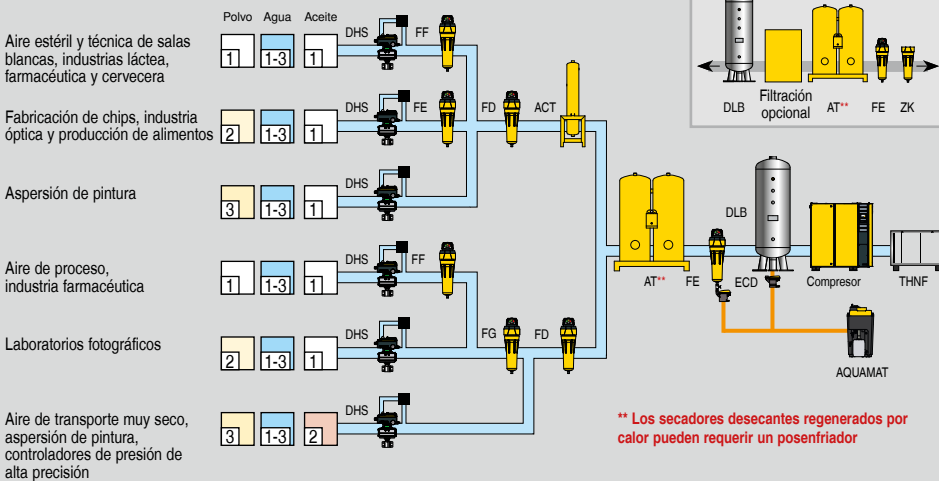 Polvo Agua Aceite
Aire estéril y técnica de salas
blancas, industrias láctea,
farmacéutica y cervecera
1 1-3 1
DHS FF
Fabricación de chips, industria
óptica y producción de alimentos
2 1-3 1
DHS FE FD ACT
Aspersión de pintura
3 1-3 1
DHS
Aire de proceso,
industria farmacéutica
1 1-3 1
DHS FF
Laboratorios fotográficos
2 1-3 1
DHS FG FD
Aire de transporte muy seco,
aspersión de pintura,
controladores de presión de
alta precisión
3 1-3 2
DHS
DLB
Filtración
opcional
AT** FE ZK
DLB
AT** FE ECD Compresor THNF
AQUAMAT
** Los secadores desecantes regenerados por
calor pueden requerir un posenfriador